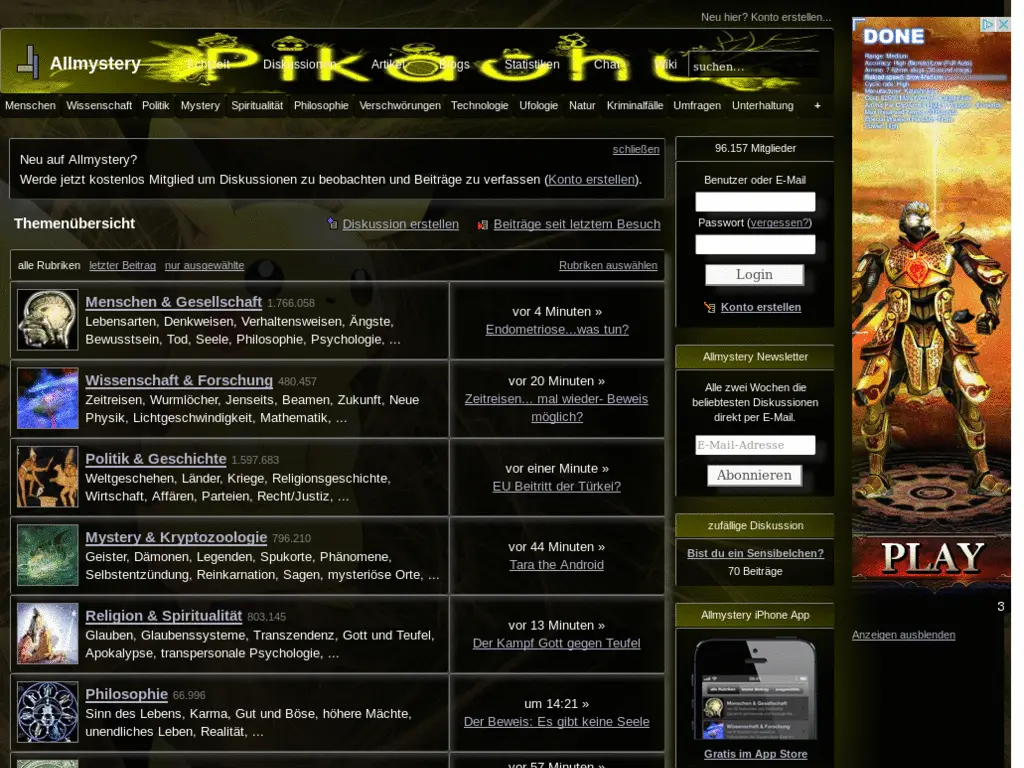 Neu hier? Konto erstellen...
Pikachu
Allmystery
Echtzeit Diskussionen Artikel Blogs Statistiken Chat Wiki
suchen...
Menschen Wissenschaft Politik Mystery Spiritualität Philosophie Verschwörungen Technologie Ufologie Natur Kriminalfälle Umfragen Unterhaltung +
schließen
Neu auf Allmystery?
Werde jetzt kostenlos Mitglied um Diskussionen zu beobachten und Beiträge zu verfassen (Konto erstellen).
Themenübersicht
Diskussion erstellen
Beiträge seit letztem Besuch
alle Rubriken letzter Beitrag nur ausgewählte
Rubriken auswählen
Menschen & Gesellschaft 1.766.058
Lebensarten, Denkweisen, Verhaltensweisen, Ängste,
Bewusstsein, Tod, Seele, Philosophie, Psychologie, ...
vor 4 Minuten »
Endometriose...was tun?
Wissenschaft & Forschung 480.457
Zeitreisen, Wurmlöcher, Jenseits, Beamen, Zukunft, Neue
Physik, Lichtgeschwindigkeit, Mathematik, ...
vor 20 Minuten »
Zeitreisen... mal wieder- Beweis
möglich?
Politik & Geschichte 1.597.683
Weltgeschehen, Länder, Kriege, Religionsgeschichte,
Wirtschaft, Affären, Parteien, Recht/Justiz, ...
vor einer Minute »
EU Beitritt der Türkei?
Mystery & Kryptozoologie 796.210
Geister, Dämonen, Legenden, Spukorte, Phänomene,
Selbstentzündung, Reinkarnation, Sagen, mysteriöse Orte, ...
vor 44 Minuten »
Tara the Android
Religion & Spiritualität 803,145
Glauben, Glaubenssysteme, Transzendenz, Gott und Teufel,
Apokalypse, transpersonale Psychologie, ...
vor 13 Minuten »
Der Kampf Gott gegen Teufel
Philosophie 66.996
Sinn des Lebens, Karma, Gut und Böse, höhere Mächte,
unendliches Leben, Realität, ...
um 14:21 »
Der Beweis: Es gibt keine Seele
vor 57 Minuten »
96.157 Mitglieder
Benutzer oder E-Mail
Passwort (vergessen?)
Login
Konto erstellen
Allmystery Newsletter
Alle zwei Wochen die
beliebtesten Diskussionen
direkt per E-Mail.
E-Mail-Adresse
Abonnieren
zufällige Diskussion
Bist du ein Sensibelchen?
70 Beiträge
Allmystery iPhone App
Menschen & Gesellschaft
Wissenschaft & Forschung
Gratis im App Store
DONE
Range: Medium
PLAY
3
Anzeigen ausblenden